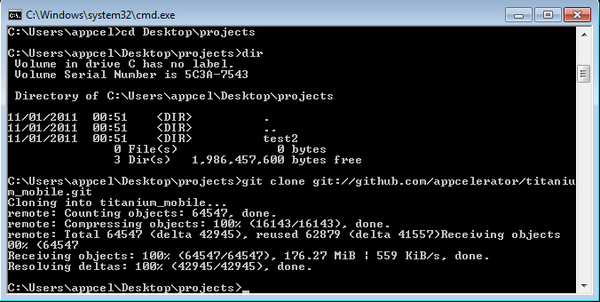 C:\Windows\system32\cmd.exe
C:\Users\appcel>cd Desktop\projects
C:\Users\appcel\Desktop\projects>dir
Volume in drive C has no label.
Volume Serial Number is 5C3A-7543
Directory of C:\Users\appcel\Desktop\projects
11/01/2011  00:51    <DIR>          .
11/01/2011  00:51    <DIR>          ..
11/01/2011  00:51    <DIR>          test2
0 File(s)              0 bytes
3 Dir(s)   1,986,457,600 bytes free
C:\Users\appcel\Desktop\projects>git clone git://github.com/appcelerator/titaniu
m_mobile.git
Cloning into titanium_mobile...
remote: Counting objects: 64547, done.
remote: Compressing objects: 100% (16143/16143), done.
remote: Total 64547 (delta 42945), reused 62879 (delta 41557)Receiving objects
00% (64547
Receiving objects: 100% (64547/64547), 176.27 MiB | 559 KiB/s, done.
Resolving deltas: 100% (42945/42945), done.
C:\Users\appcel\Desktop\projects>_